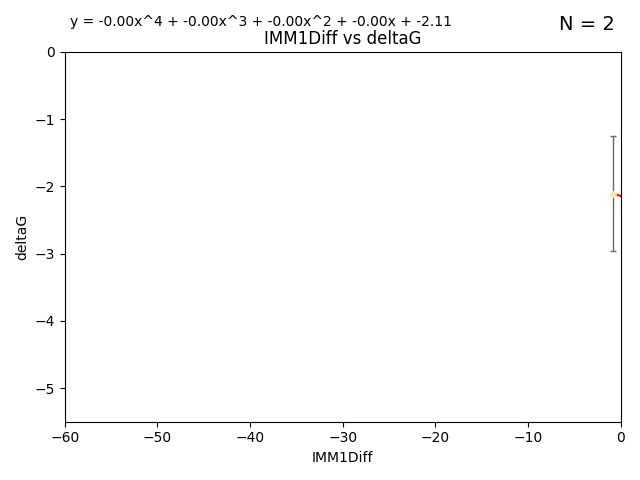 y = -0.00x^4 + -0.00x^3 + -0.00x^2 + -0.00x + -2.11
N = 2
IMM1Diff vs deltaG
0
−1
−2
−3
−4
−5
deltaG
−60
−50
−40
−30
−20
−10
0
IMM1Diff